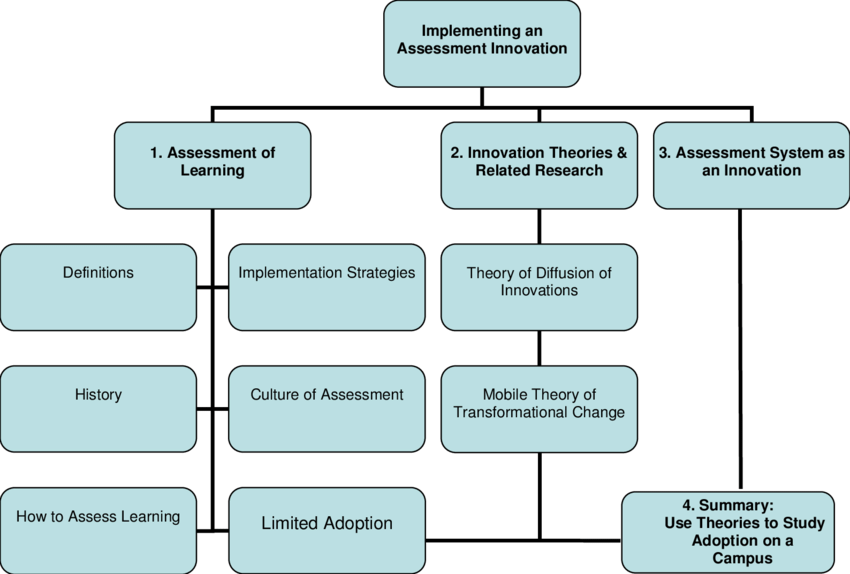 Implementing an
Assessment Innovation
1. Assessment of
Learning
2. Innovation Theories &
Related Research
3. Assessment System as
an Innovation
Definitions
Implementation Strategies
Theory of Diffusion of
Innovations
History
Culture of Assessment
Mobile Theory of
Transformational Change
How to Assess Learning
Limited Adoption
4. Summary:
Use Theories to Study
Adoption on a
Campus